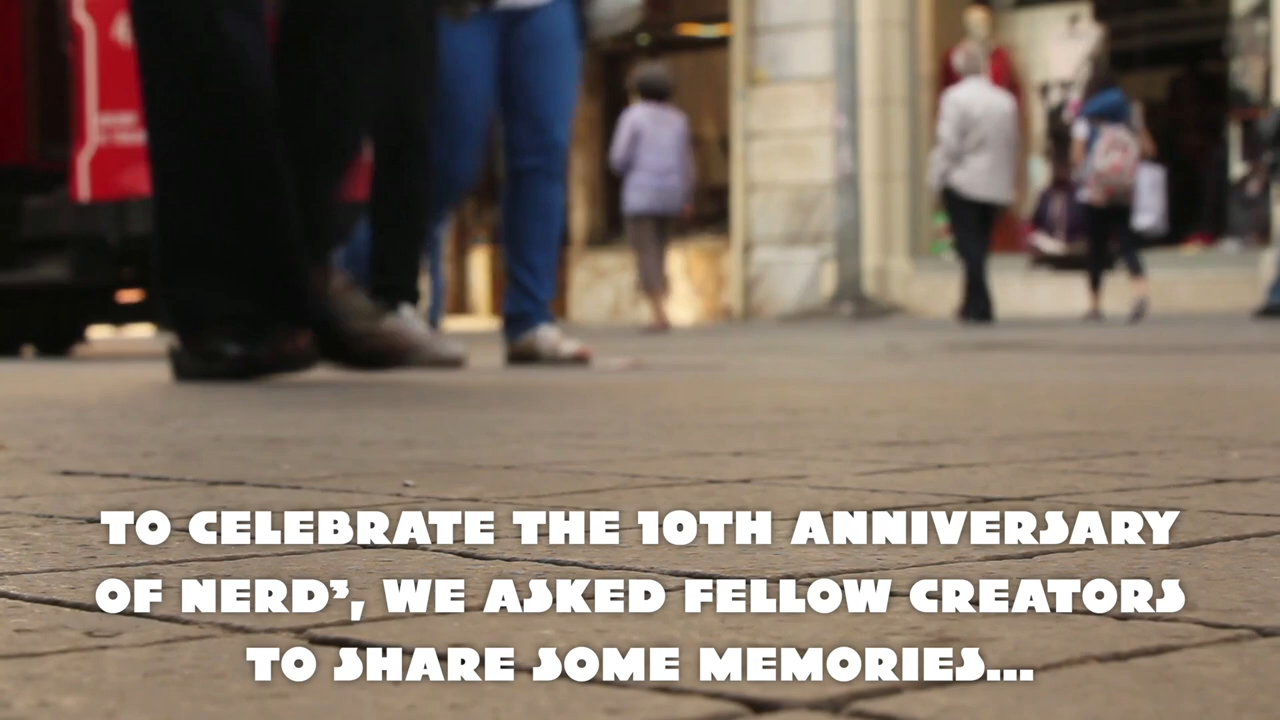 TO CELEBRATE THE 10TH ANNIVERSARY
OF NERD³, WE ASKED FELLOW CREATORS
TO SHARE SOME MEMORIES...